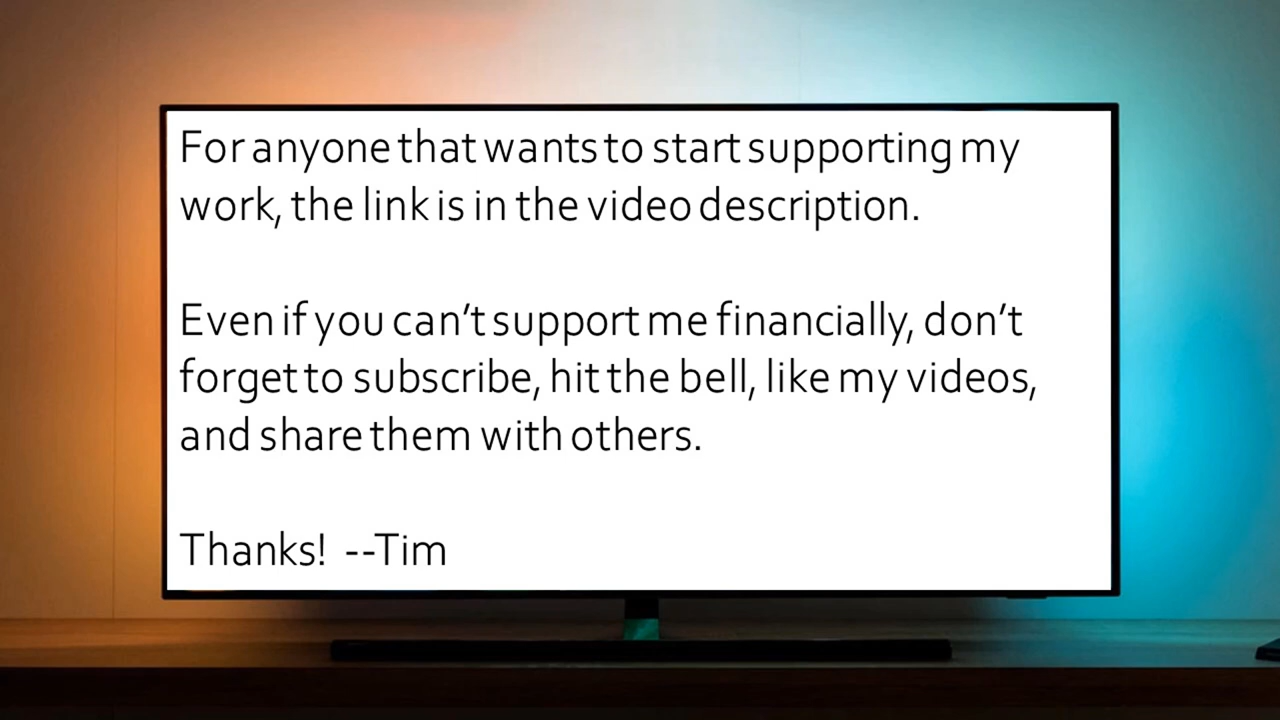 For anyone that wants to start supporting my
work, the link is in the video description.
Even if you can’t support me financially, don’t
forget to subscribe, hit the bell, like my videos,
and share them with others.
Thanks!  --Tim